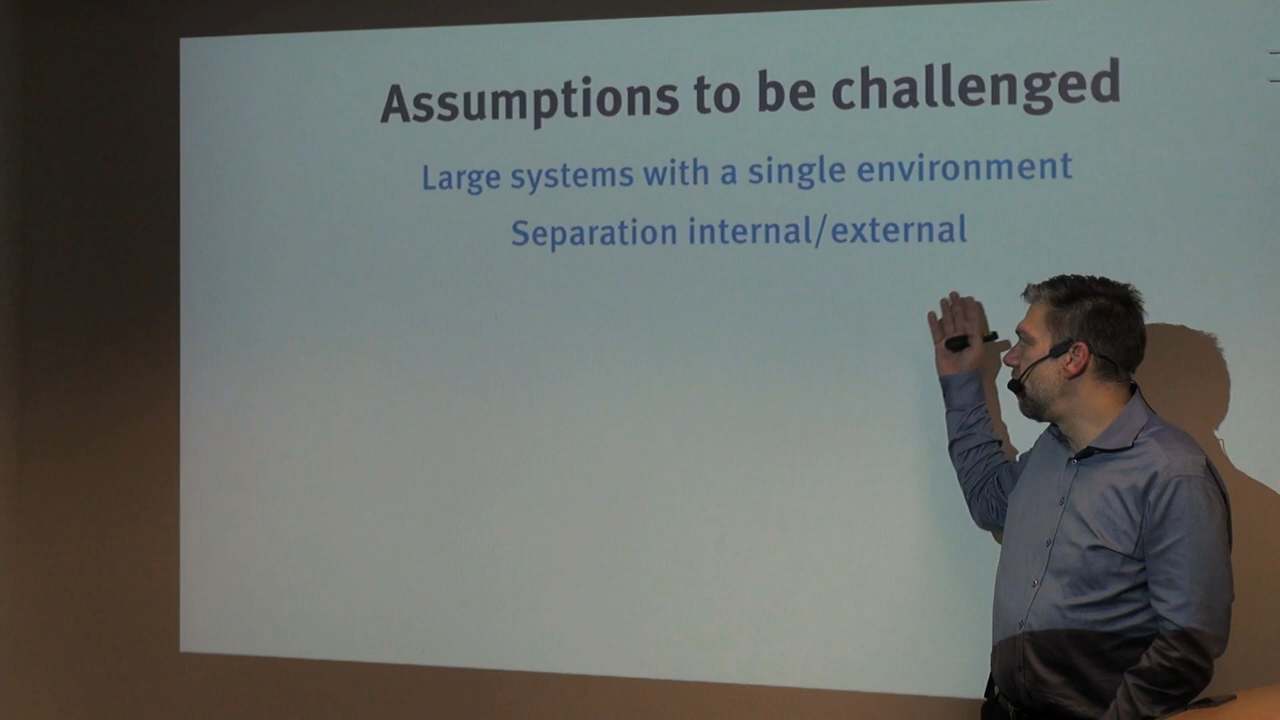 Assumptions to be challenged
Large systems with a single environment
Separation internal/external